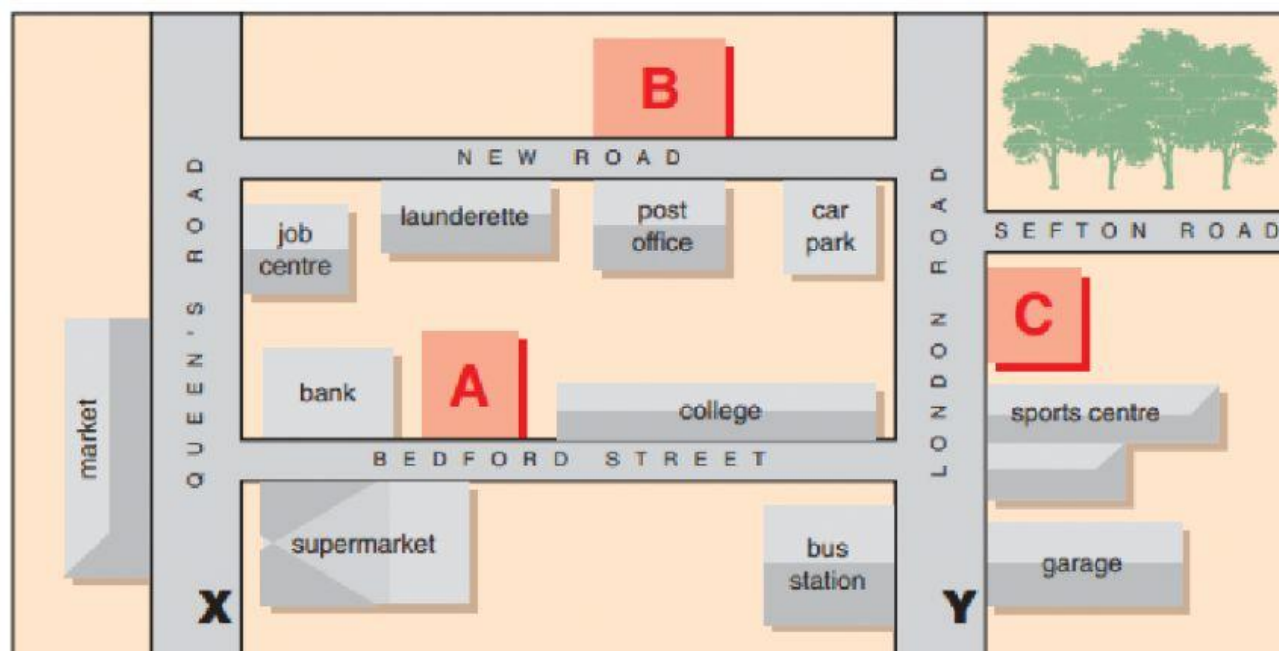 B
NEW ROAD
QUEEN'S ROAD
LONDON ROAD
SEFTON ROAD
job
centre
launderette
post
office
car
park
C
market
bank
A
college
sports centre
BEDFORD STREET
supermarket
bus
station
garage
X
Y